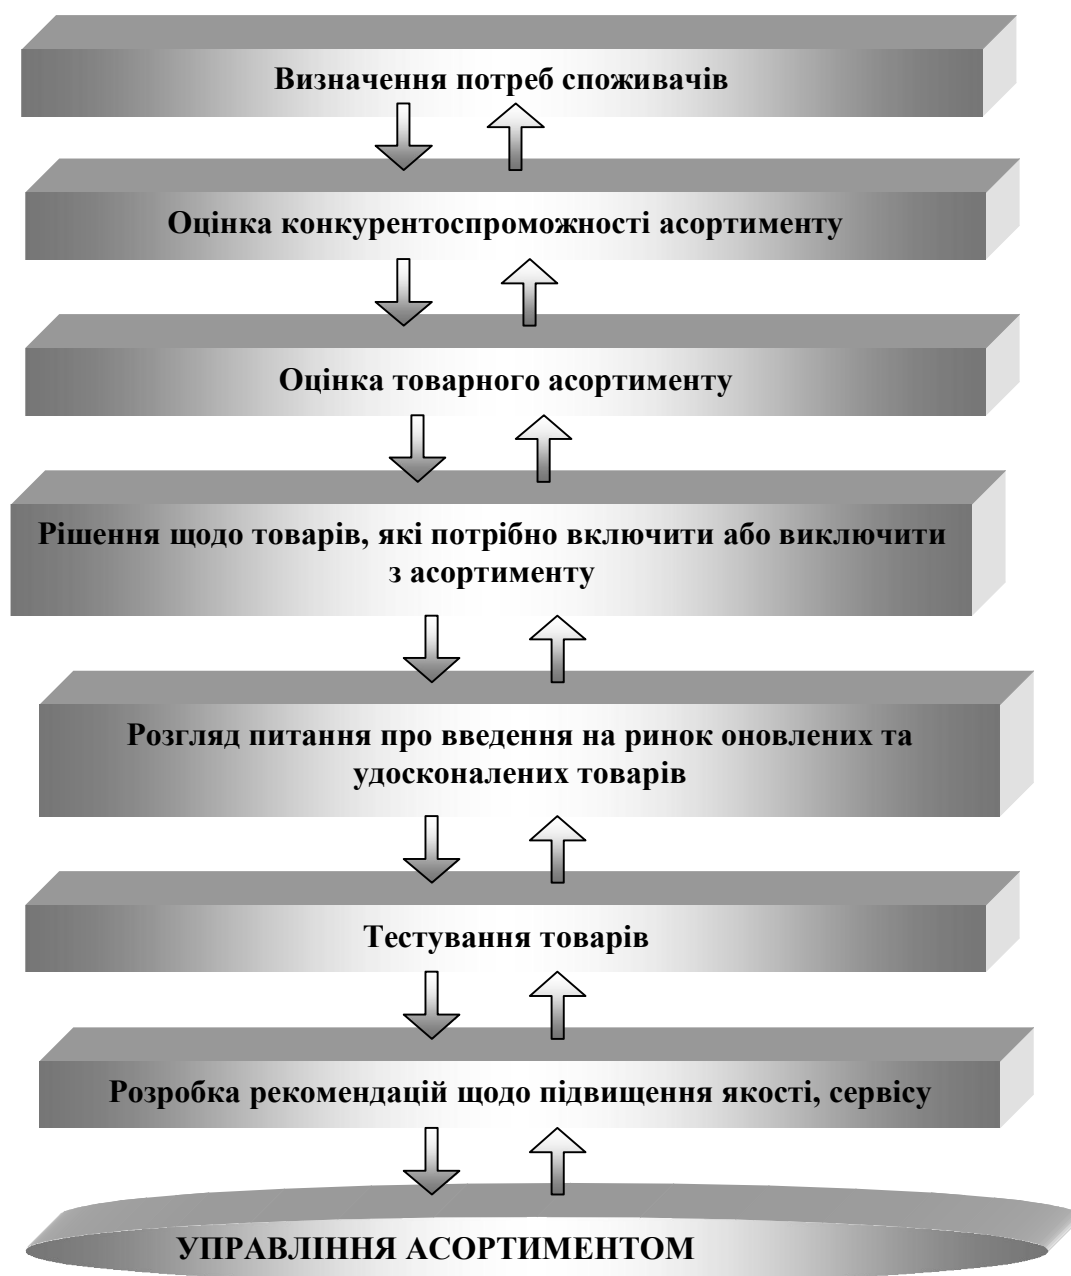 Визначення потреб споживачів
Оцінка конкурентоспроможності асортименту
Оцінка товарного асортименту
Рішення щодо товарів, які потрібно включити або виключити
з асортименту
Розгляд питання про введення на ринок оновлених та
удосконалених товарів
Тестування товарів
Розробка рекомендацій щодо підвищення якості, сервісу
УПРАВЛІННЯ АСОРТИМЕНТОМ